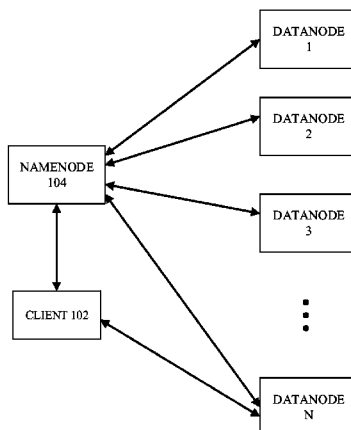 DATANODE
1
DATANODE
2
NAMENODE
104
DATANODE
3
CLIENT 102
DATANODE
N